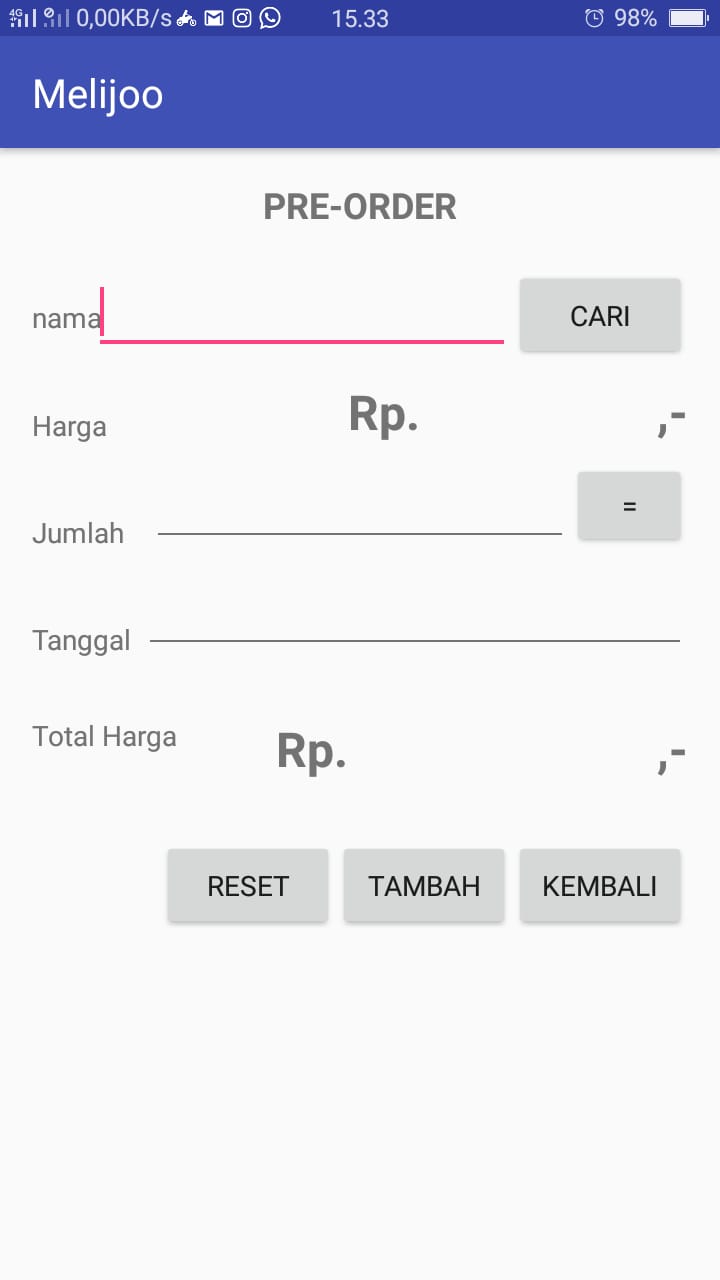 4G 0,00KB/s 15.33 98%
Melijoo
PRE-ORDER
nama CARI
Harga Rp. ,-
Jumlah =
Tanggal
Total Harga Rp. ,-
RESET TAMBAH KEMBALI